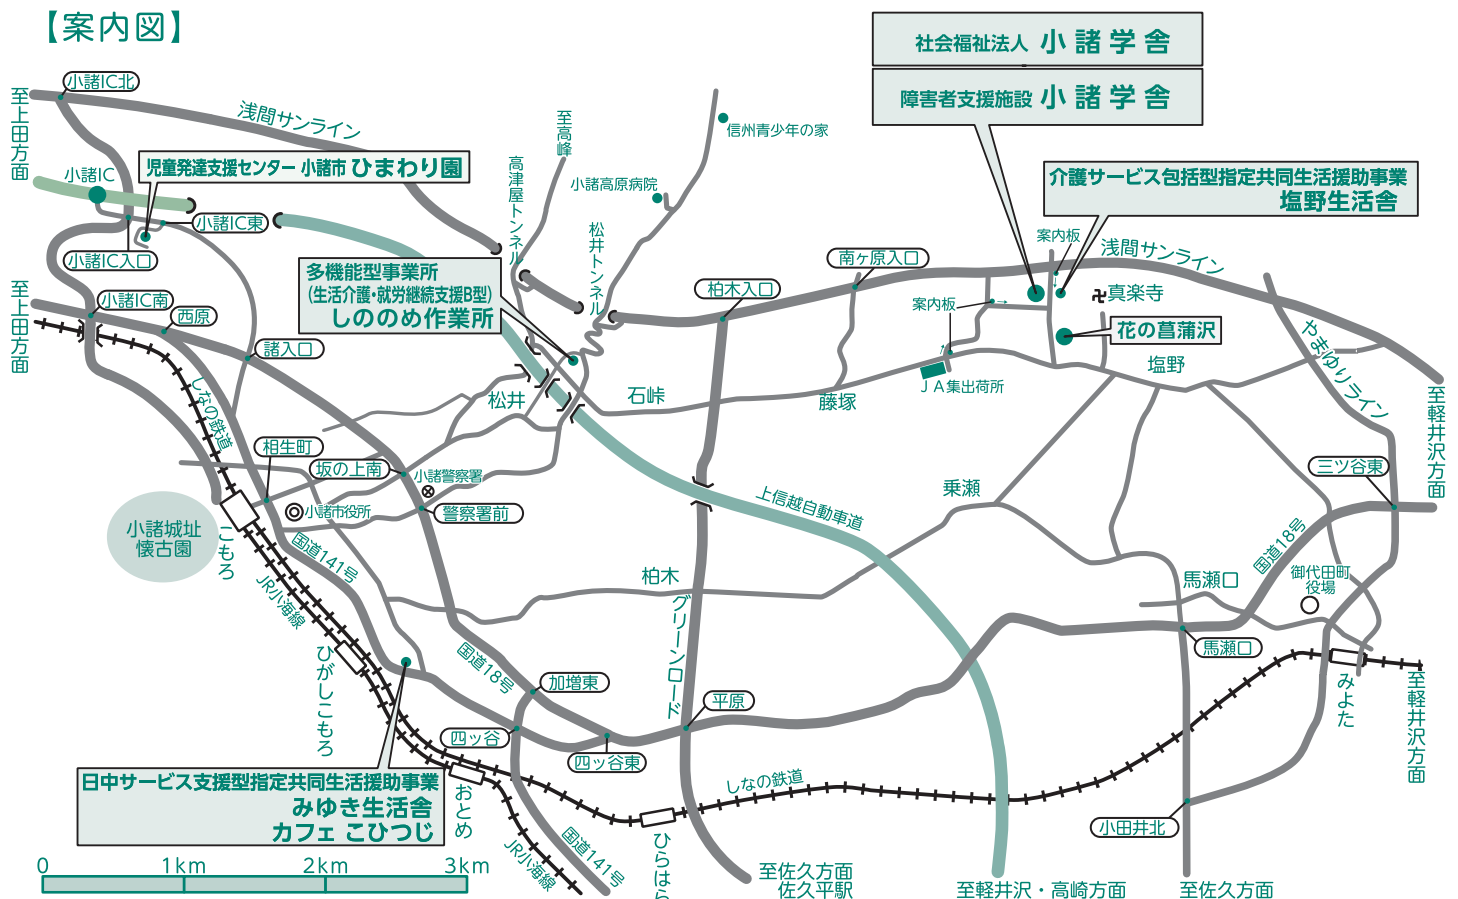 【案内図】
社会福祉法人 小諸学舎
障害者支援施設 小諸学舎
小諸IC北
至上田方面
浅間サンライン
至高峰
信州青少年の家
児童発達支援センター 小諸市 ひまわり園
高津屋トンネル
小諸IC
小諸高原病院
介護サービス包括型指定共同生活援助事業
塩野生活舎
小諸IC東
松井トンネル
案内板
浅間サンライン
小諸IC入口
南ヶ原入口
多機能型事業所
(生活介護・就労継続支援B型)
しののめ作業所
至上田方面
小諸IC南
柏木入口
案内板
卍真楽寺
西原
花の菖蒲沢
やまゆりライン
諸入口
塩野
ＪＡ集出荷所
しなの鉄道
松井
石峠
藤塚
至軽井沢方面
相生町
坂の上南
小諸警察署
三ツ谷東
乗瀬
上信越自動車道
小諸市役所
警察署前
小諸城址
懐古園
こもろ
国道141号
国道18号
JR小海線
柏木
馬瀬口
御代田町
役場
グリーンロード
ひがしこもろ
国道18号
馬瀬口
加増東
平原
みよた
至軽井沢方面
四ッ谷
四ッ谷東
日中サービス支援型指定共同生活援助事業
みゆき生活舎
カフェ こひつじ
おとめ
しなの鉄道
小田井北
JR小海線
国道141号
ひらはら
0 1km 2km 3km
至佐久方面
佐久平駅
至軽井沢・高崎方面
至佐久方面